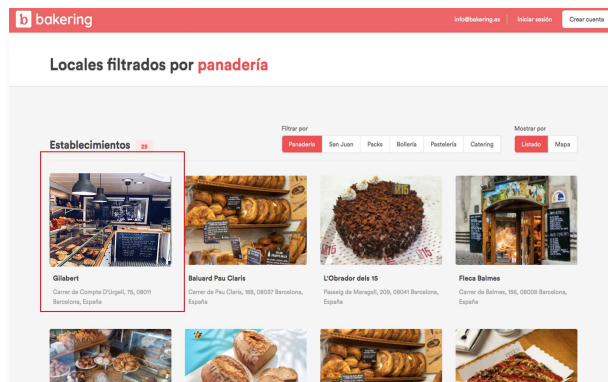 b bakering
info@bakering.es Iniciar sesión Crear cuenta
Locales filtrados por panadería
Filtrar por Mostrar por
Establecimientos 25
Panadería San Juan Packs Bollería Pastelería Catering Listado Mapa
Gilabert
Carrer de Compte D'Urgell, 75, 08011
Barcelona, España
Baluard Pau Claris
Carrer de Pau Claris, 188, 08037 Barcelona,
España
L'Obrador dels 15
Passeig de Maragall, 209, 08041 Barcelona,
España
Fleca Balmes
Carrer de Balmes, 156, 08008 Barcelona,
España